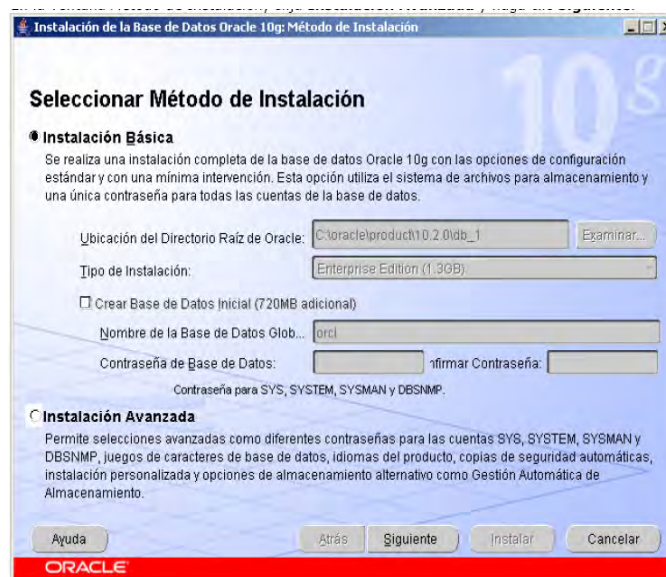 Instalación de la Base de Datos Oracle 10g: Método de Instalación
10g
Seleccionar Método de Instalación
Instalación Básica
Se realiza una instalación completa de la base de datos Oracle 10g con las opciones de configuración
estándar y con una mínima intervención. Esta opción utiliza el sistema de archivos para almacenamiento y
una única contraseña para todas las cuentas de la base de datos.
Ubicación del Directorio Raíz de Oracle: C:\oracle\product\10.2.0\db_1 Examinar...
Tipo de Instalación: Enterprise Edition (1.3GB)
Crear Base de Datos Inicial (720MB adicional)
Nombre de la Base de Datos Glob... orcl
Contraseña de Base de Datos: nfirmar Contraseña:
Contraseña para SYS, SYSTEM, SYSMAN y DBSNMP.
Instalación Avanzada
Permite selecciones avanzadas como diferentes contraseñas para las cuentas SYS, SYSTEM, SYSMAN y
DBSNMP, juegos de caracteres de base de datos, idiomas del producto, copias de seguridad automáticas,
instalación personalizada y opciones de almacenamiento alternativo como Gestión Automática de
Almacenamiento.
Ayuda Atrás Siguiente Instalar Cancelar
ORACLE